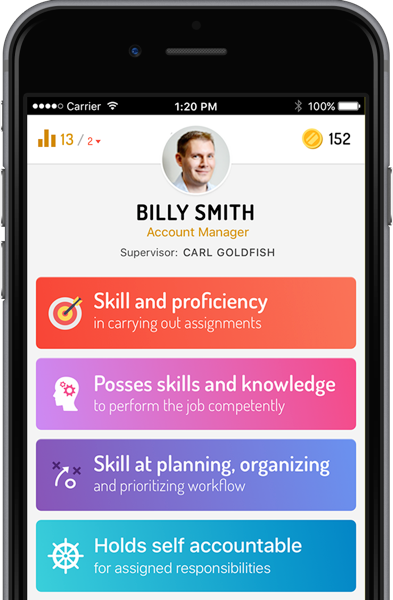 ●●●●○ Carrier 1:20 PM 100%
13 / 2 152
BILLY SMITH
Account Manager
Supervisor: CARL GOLDFISH
Skill and proficiency
in carrying out assignments
Posses skills and knowledge
to perform the job competently
Skill at planning, organizing
and prioritizing workflow
Holds self accountable
for assigned responsibilities